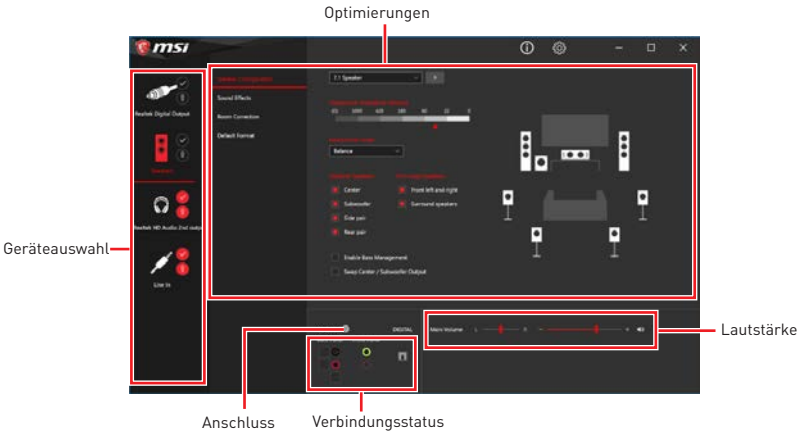 Optimierungen
msi
7.1 Speaker
Speaker Configuration
Sound Effects
Room Correction
Default Format
Realtek Digital Output
Balance
Center
Front left and right
Subwoofer
Surround speakers
Side pair
Rear pair
Realtek HD Audio 2nd output
Geräteauswahl
Enable Bass Management
Swap Center / Subwoofer Output
Line In
DIGITAL
Main Volume
L
R
Lautstärke
Anschluss
Verbindungsstatus